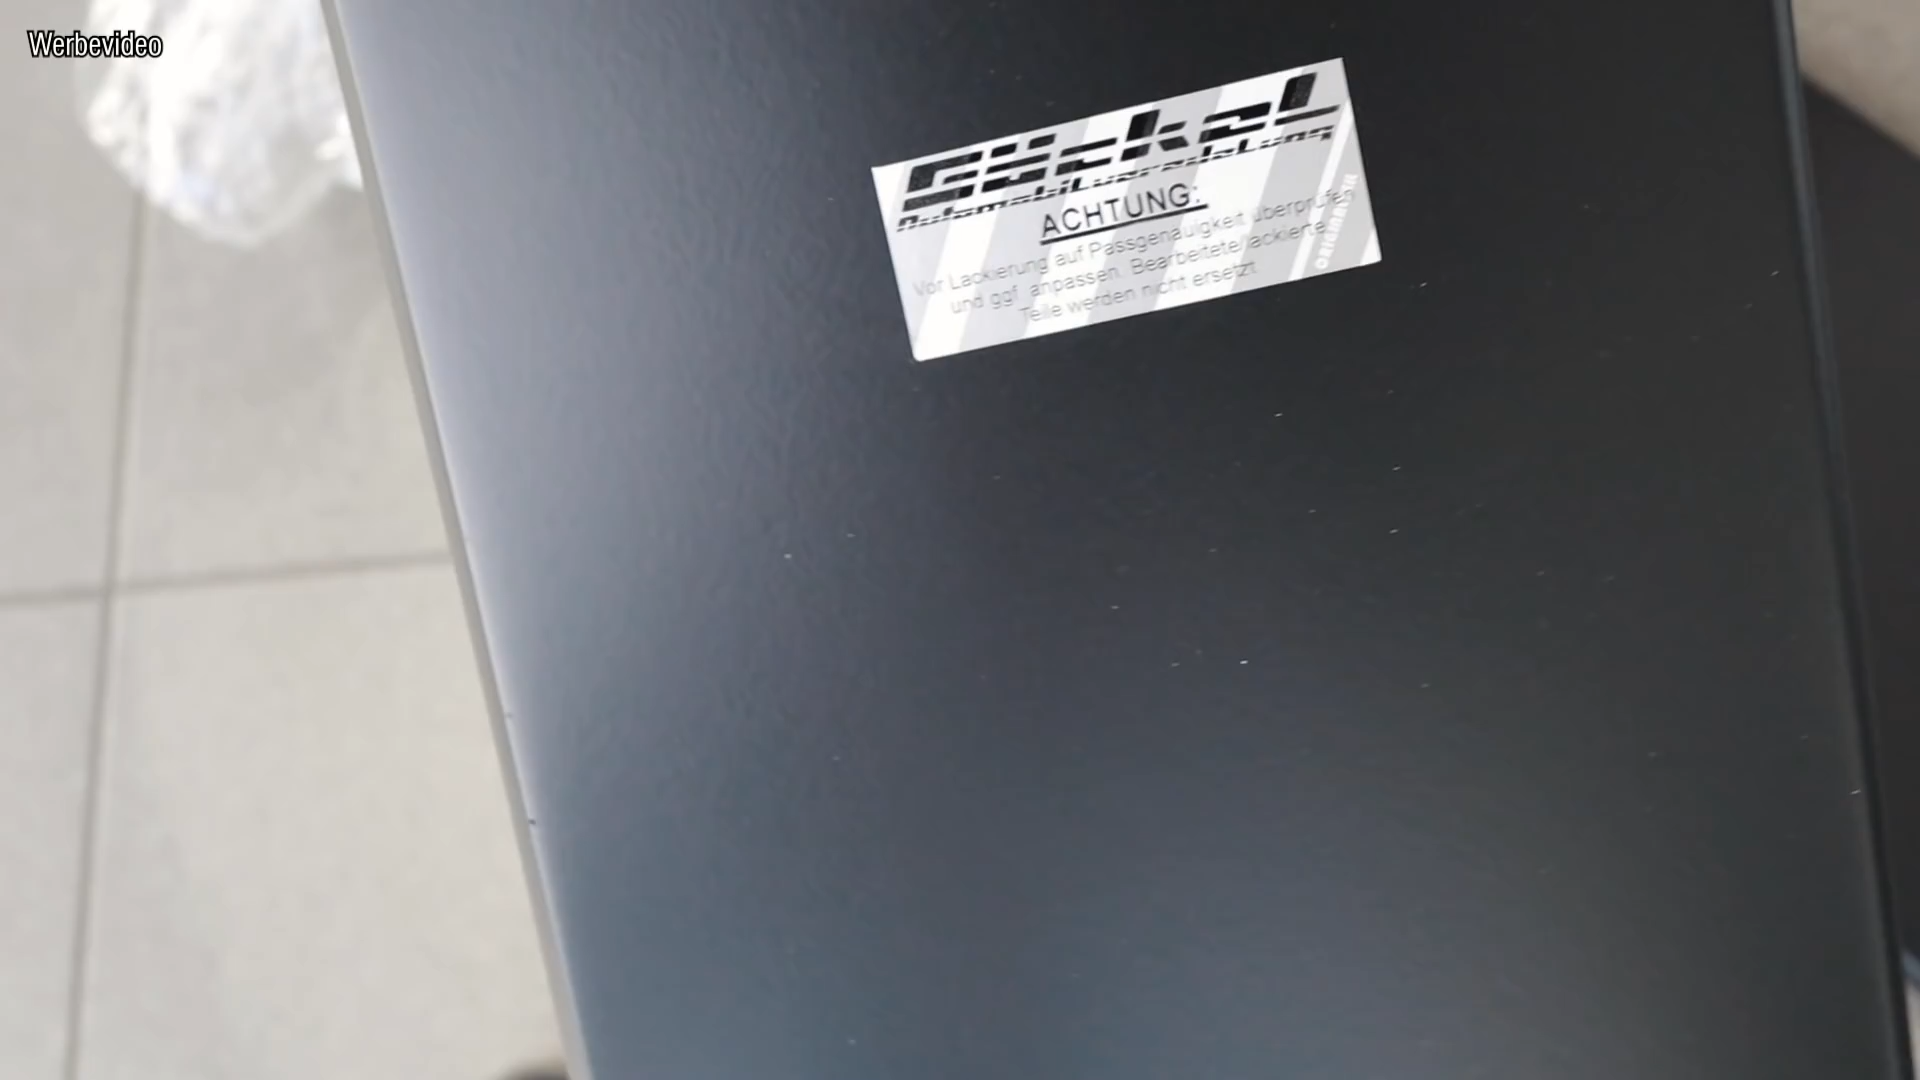 Werbevideo
Göckel
Automobilveredelung
ACHTUNG:
Vor Lackierung auf Passgenauigkeit überprüfen
und ggf. anpassen. Bearbeitete/lackierte
Teile werden nicht ersetzt.